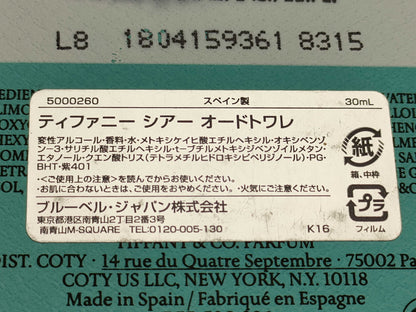 L8 1804159361 8315
5000260 スペイン製 30mL
ティファニー シアー オードトワレ
変性アルコール・香料・水・メトキシケイヒ酸エチルヘキシル・オキシベンゾ
ン-3・サリチル酸エチルヘキシル・t-ブチルメトキシジベンゾイルメタン・
エタノール・クエン酸トリス(テトラメチルヒドロキシピペリジノール)・PG・
BHT・紫401
<ご使用上の注意>を読んでからお使いください。
・お肌に合わないときは、ご使用をおやめください。・火気にご注意ください。
ブルーベル・ジャパン株式会社
東京都港区南青山2丁目2番3号
南青山M-SQUARE TEL:0120-005-130 K16
紙
箱、中枠
プラ
フィルム
TIFFANY & CO. PARFUM
DIST. COTY · 14 rue du Quatre Septembre · 75002 Pa
COTY US LLC, NEW YORK, N.Y. 10118
Made in Spain / Fabriqué en Espagne